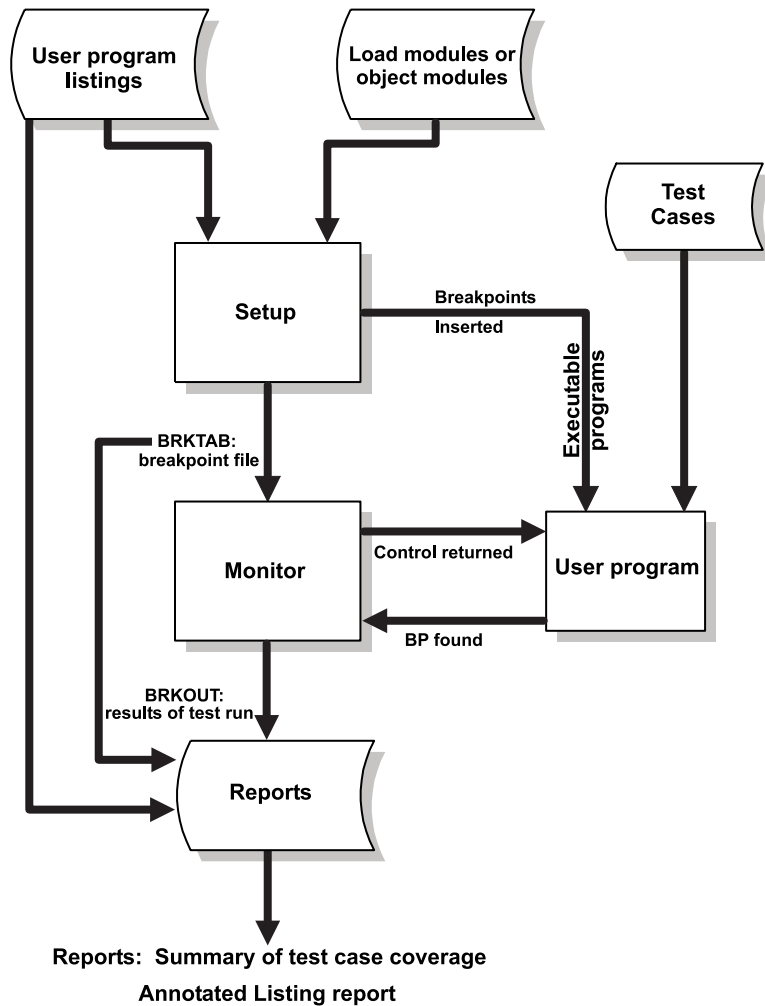 User program
listings
Load modules or
object modules
Test
Cases
Setup
Breakpoints
Inserted
Executable
programs
BRKTAB:
breakpoint file
Monitor
Control returned
User program
BP found
BRKOUT:
results of test run
Reports
Reports: Summary of test case coverage
Annotated Listing report